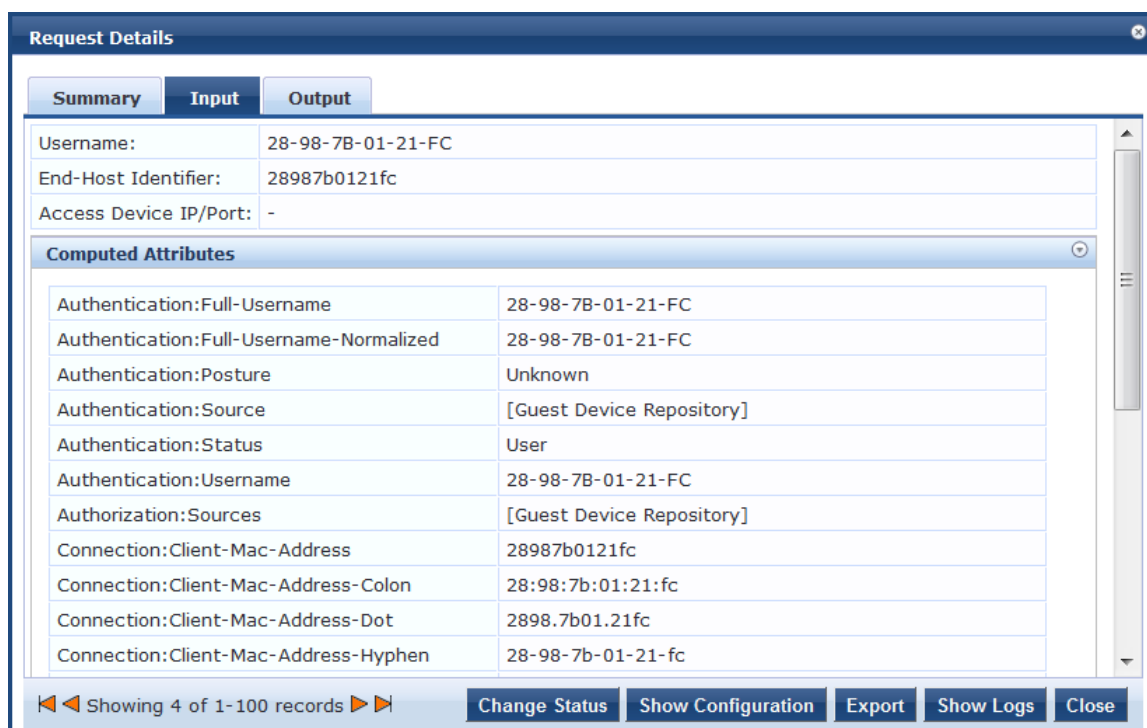 Request Details
Summary Input Output
Username: 28-98-7B-01-21-FC
End-Host Identifier: 28987b0121fc
Access Device IP/Port: -
Computed Attributes
Authentication:Full-Username 28-98-7B-01-21-FC
Authentication:Full-Username-Normalized 28-98-7B-01-21-FC
Authentication:Posture Unknown
Authentication:Source [Guest Device Repository]
Authentication:Status User
Authentication:Username 28-98-7B-01-21-FC
Authorization:Sources [Guest Device Repository]
Connection:Client-Mac-Address 28987b0121fc
Connection:Client-Mac-Address-Colon 28:98:7b:01:21:fc
Connection:Client-Mac-Address-Dot 2898.7b01.21fc
Connection:Client-Mac-Address-Hyphen 28-98-7b-01-21-fc
Showing 4 of 1-100 records Change Status Show Configuration Export Show Logs Close